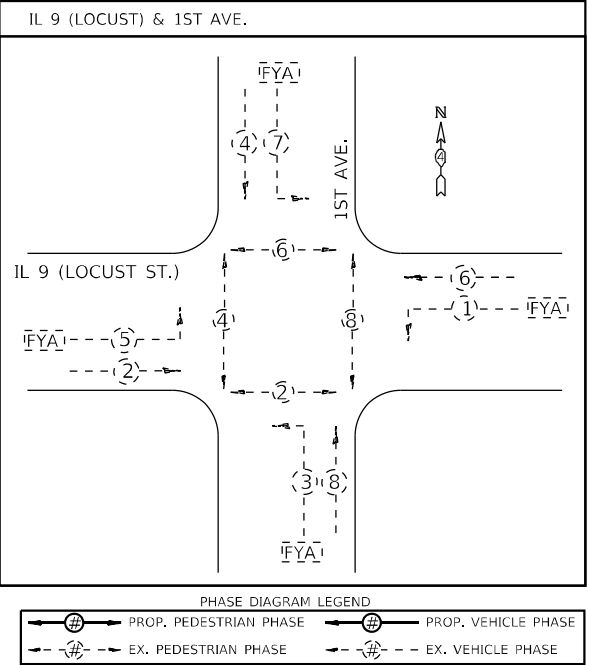 IL 9 (LOCUST) & 1ST AVE.
FYA
4 7
N
4
1ST AVE.
6
IL 9 (LOCUST ST.)
6
4 8
1 FYA
FYA 5
2
2
3 8
FYA
PHASE DIAGRAM LEGEND
# PROP. PEDESTRIAN PHASE # PROP. VEHICLE PHASE
# EX. PEDESTRIAN PHASE # EX. VEHICLE PHASE